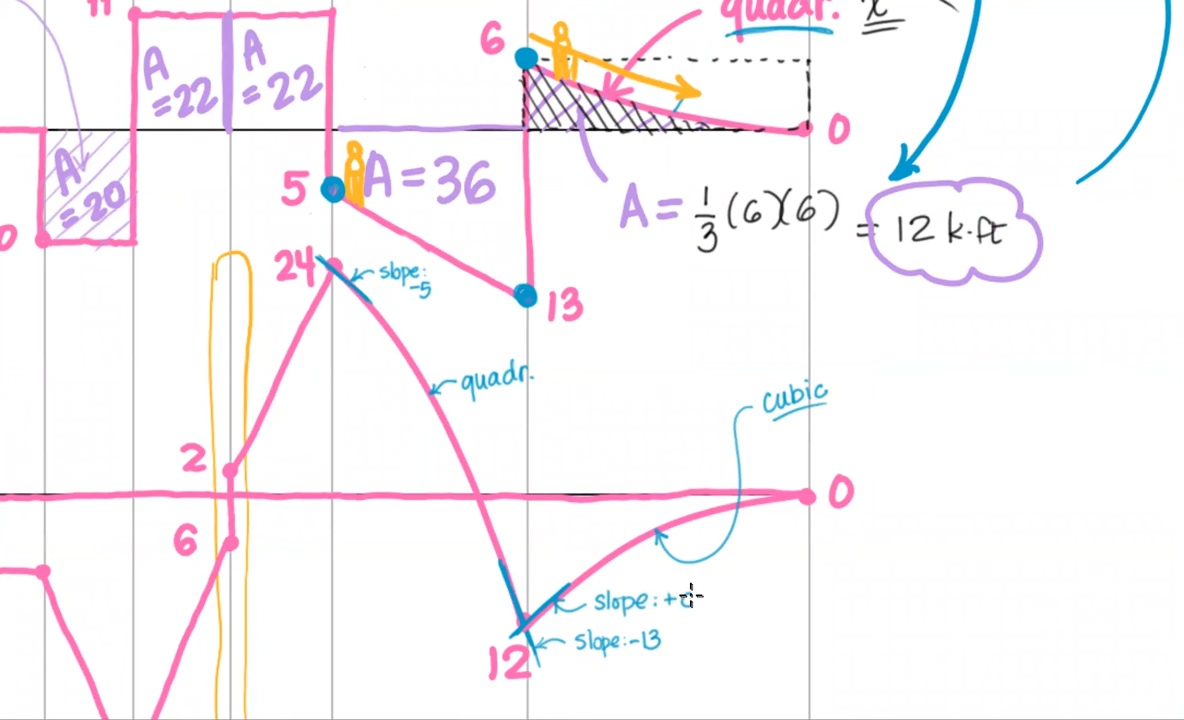 quadr. x
6
A
=22
A
=22
0
A
=20
5
A=36
A = 1/3 (6)(6) = 12 k·ft
24
slope:
-5
13
quadr.
cubic
2
0
6
slope: +
slope: -13
12